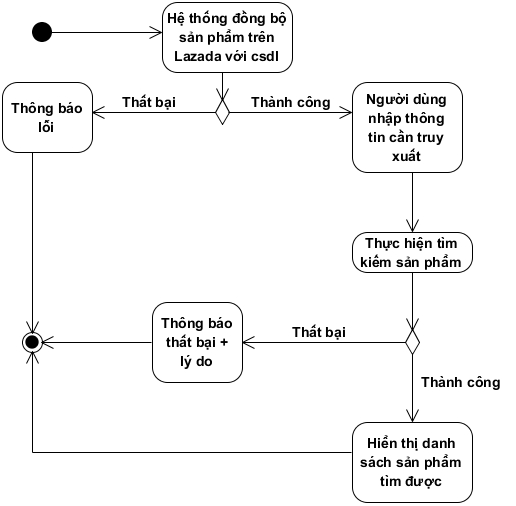 Hệ thống đồng bộ
sản phẩm trên
Lazada với csdl
Thất bại
Thành công
Thông báo
lỗi
Người dùng
nhập thông
tin cần truy
xuất
Thực hiện tìm
kiếm sản phẩm
Thất bại
Thông báo
thất bại +
lý do
Thành công
Hiển thị danh
sách sản phẩm
tìm được